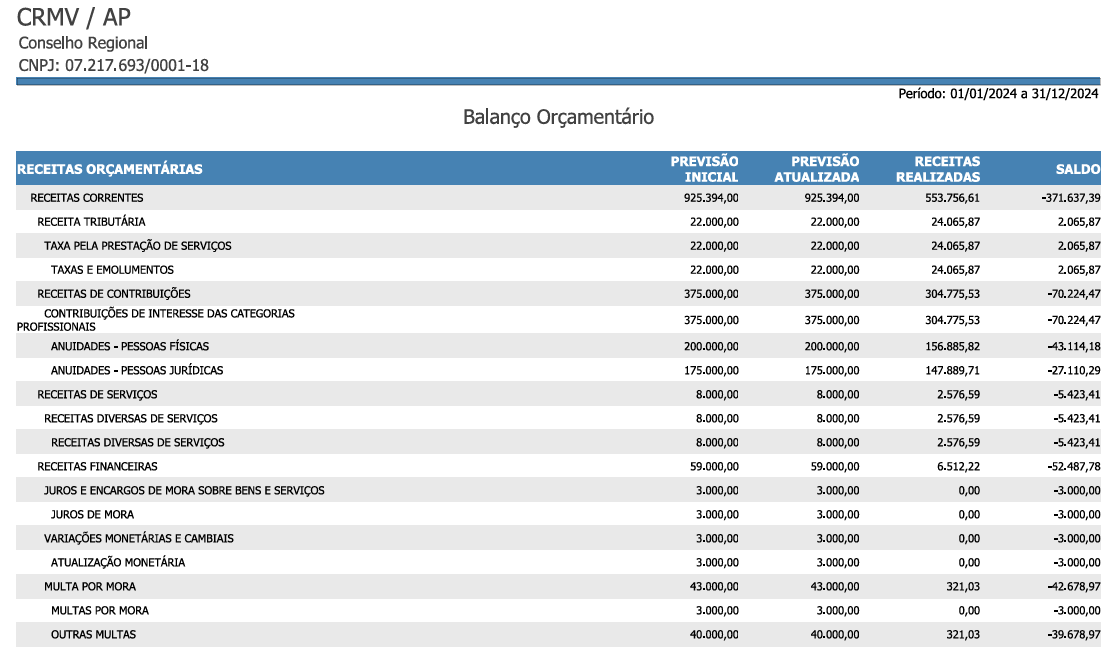 CRMV / AP
Conselho Regional
CNPJ: 07.217.693/0001-18
Período: 01/01/2024 a 31/12/2024
Balanço Orçamentário
RECEITAS ORÇAMENTÁRIAS PREVISÃO INICIAL PREVISÃO ATUALIZADA RECEITAS REALIZADAS SALDO
RECEITAS CORRENTES 925.394,00 925.394,00 553.756,61 -371.637,39
RECEITA TRIBUTÁRIA 22.000,00 22.000,00 24.065,87 2.065,87
TAXA PELA PRESTAÇÃO DE SERVIÇOS 22.000,00 22.000,00 24.065,87 2.065,87
TAXAS E EMOLUMENTOS 22.000,00 22.000,00 24.065,87 2.065,87
RECEITAS DE CONTRIBUIÇÕES 375.000,00 375.000,00 304.775,53 -70.224,47
CONTRIBUIÇÕES DE INTERESSE DAS CATEGORIAS
PROFISSIONAIS 375.000,00 375.000,00 304.775,53 -70.224,47
ANUIDADES - PESSOAS FÍSICAS 200.000,00 200.000,00 156.885,82 -43.114,18
ANUIDADES - PESSOAS JURÍDICAS 175.000,00 175.000,00 147.889,71 -27.110,29
RECEITAS DE SERVIÇOS 8.000,00 8.000,00 2.576,59 -5.423,41
RECEITAS DIVERSAS DE SERVIÇOS 8.000,00 8.000,00 2.576,59 -5.423,41
RECEITAS DIVERSAS DE SERVIÇOS 8.000,00 8.000,00 2.576,59 -5.423,41
RECEITAS FINANCEIRAS 59.000,00 59.000,00 6.512,22 -52.487,78
JUROS E ENCARGOS DE MORA SOBRE BENS E SERVIÇOS 3.000,00 3.000,00 0,00 -3.000,00
JUROS DE MORA 3.000,00 3.000,00 0,00 -3.000,00
VARIAÇÕES MONETÁRIAS E CAMBIAIS 3.000,00 3.000,00 0,00 -3.000,00
ATUALIZAÇÃO MONETÁRIA 3.000,00 3.000,00 0,00 -3.000,00
MULTA POR MORA 43.000,00 43.000,00 321,03 -42.678,97
MULTAS POR MORA 3.000,00 3.000,00 0,00 -3.000,00
OUTRAS MULTAS 40.000,00 40.000,00 321,03 -39.678,97